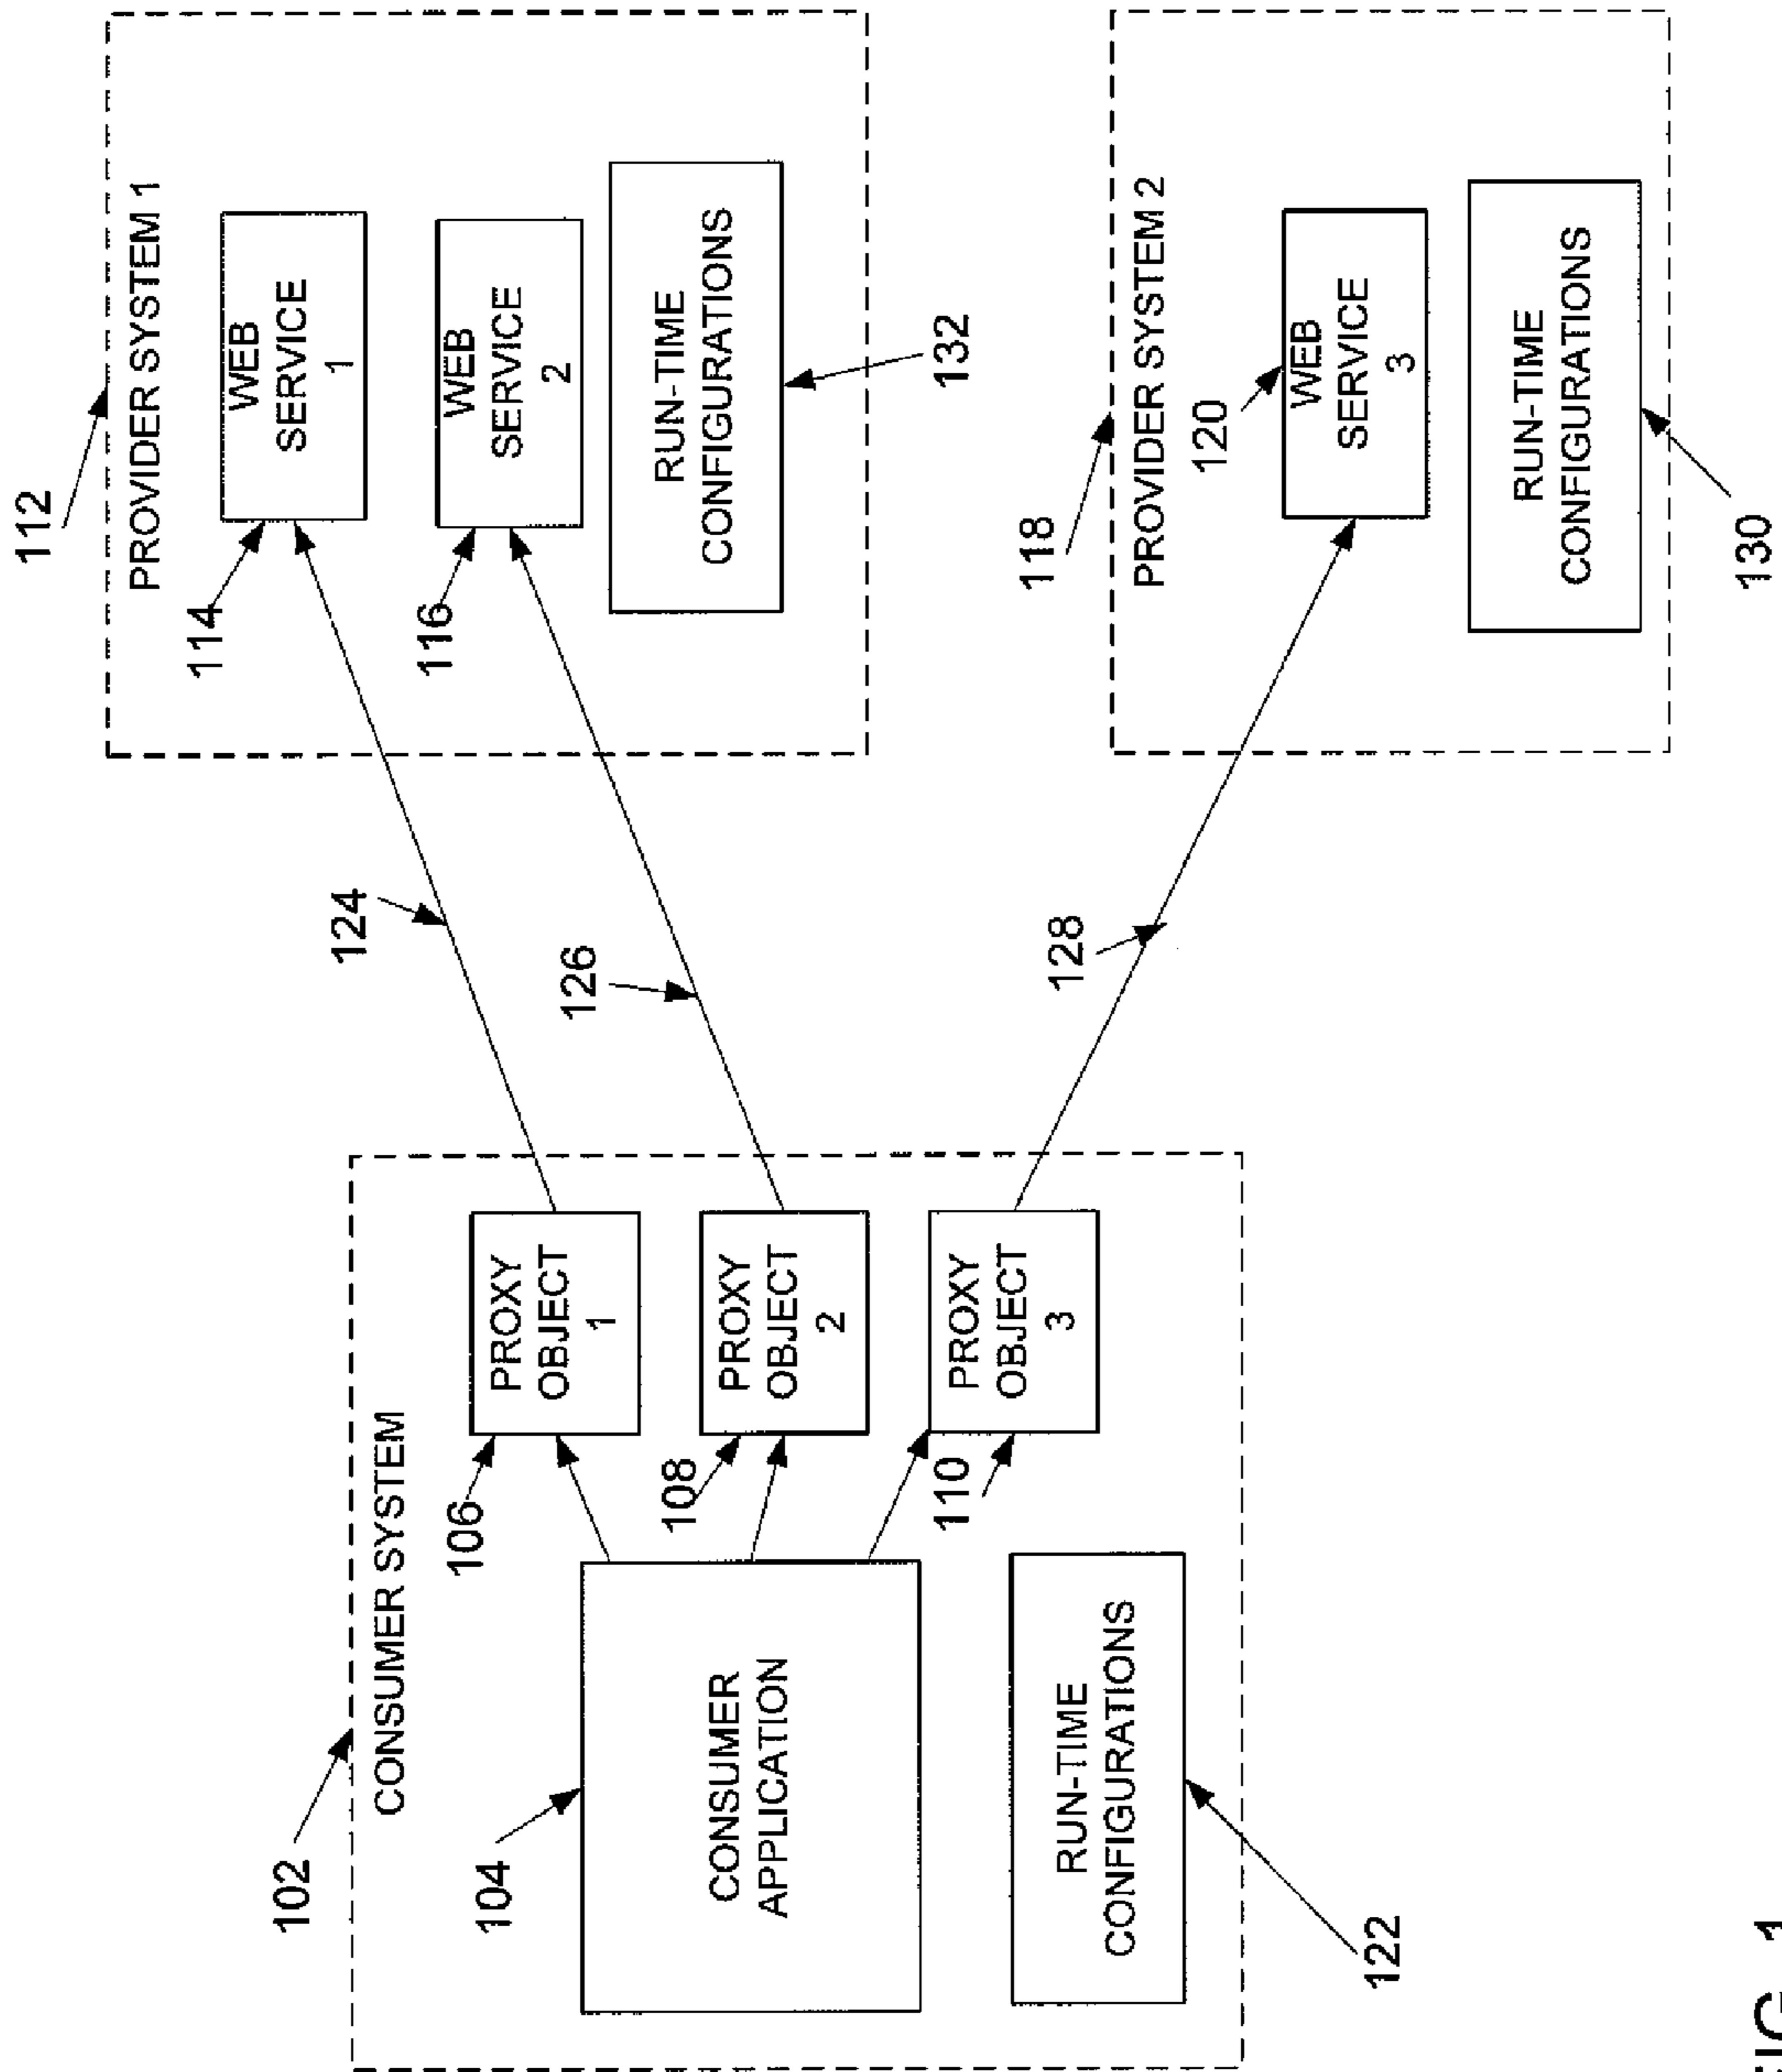 102
CONSUMER SYSTEM
104
CONSUMER
APPLICATION
RUN-TIME
CONFIGURATIONS
122
106
PROXY
OBJECT
1
108
PROXY
OBJECT
2
110
PROXY
OBJECT
3
124
126
128
112
PROVIDER SYSTEM 1
114
WEB
SERVICE
1
116
WEB
SERVICE
2
RUN-TIME
CONFIGURATIONS
132
118
PROVIDER SYSTEM 2
120
WEB
SERVICE
3
RUN-TIME
CONFIGURATIONS
130